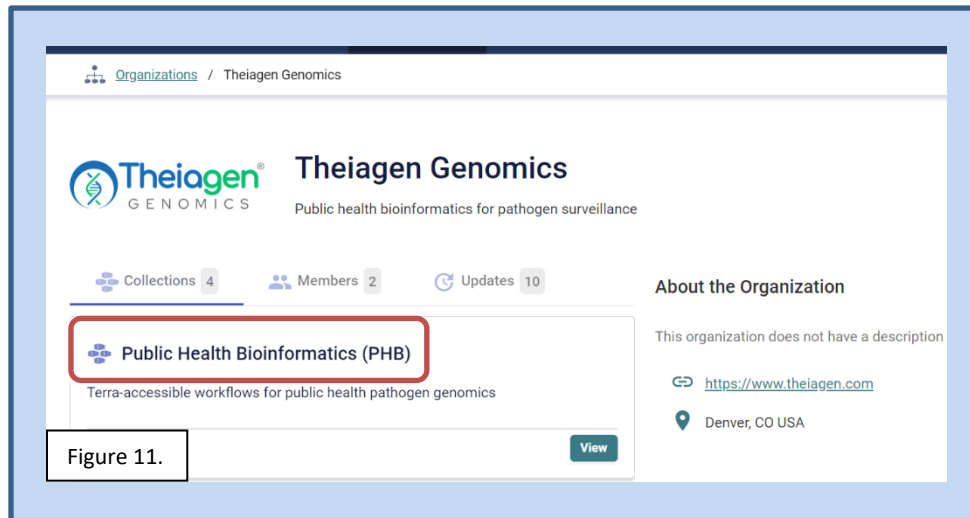 Organizations / Theiagen Genomics
Theiagen®
GENOMICS
Theiagen Genomics
Public health bioinformatics for pathogen surveillance
Collections 4 Members 2 Updates 10
Public Health Bioinformatics (PHB)
Terra-accessible workflows for public health pathogen genomics
View
About the Organization
This organization does not have a description
https://www.theiagen.com
Denver, CO USA
Figure 11.